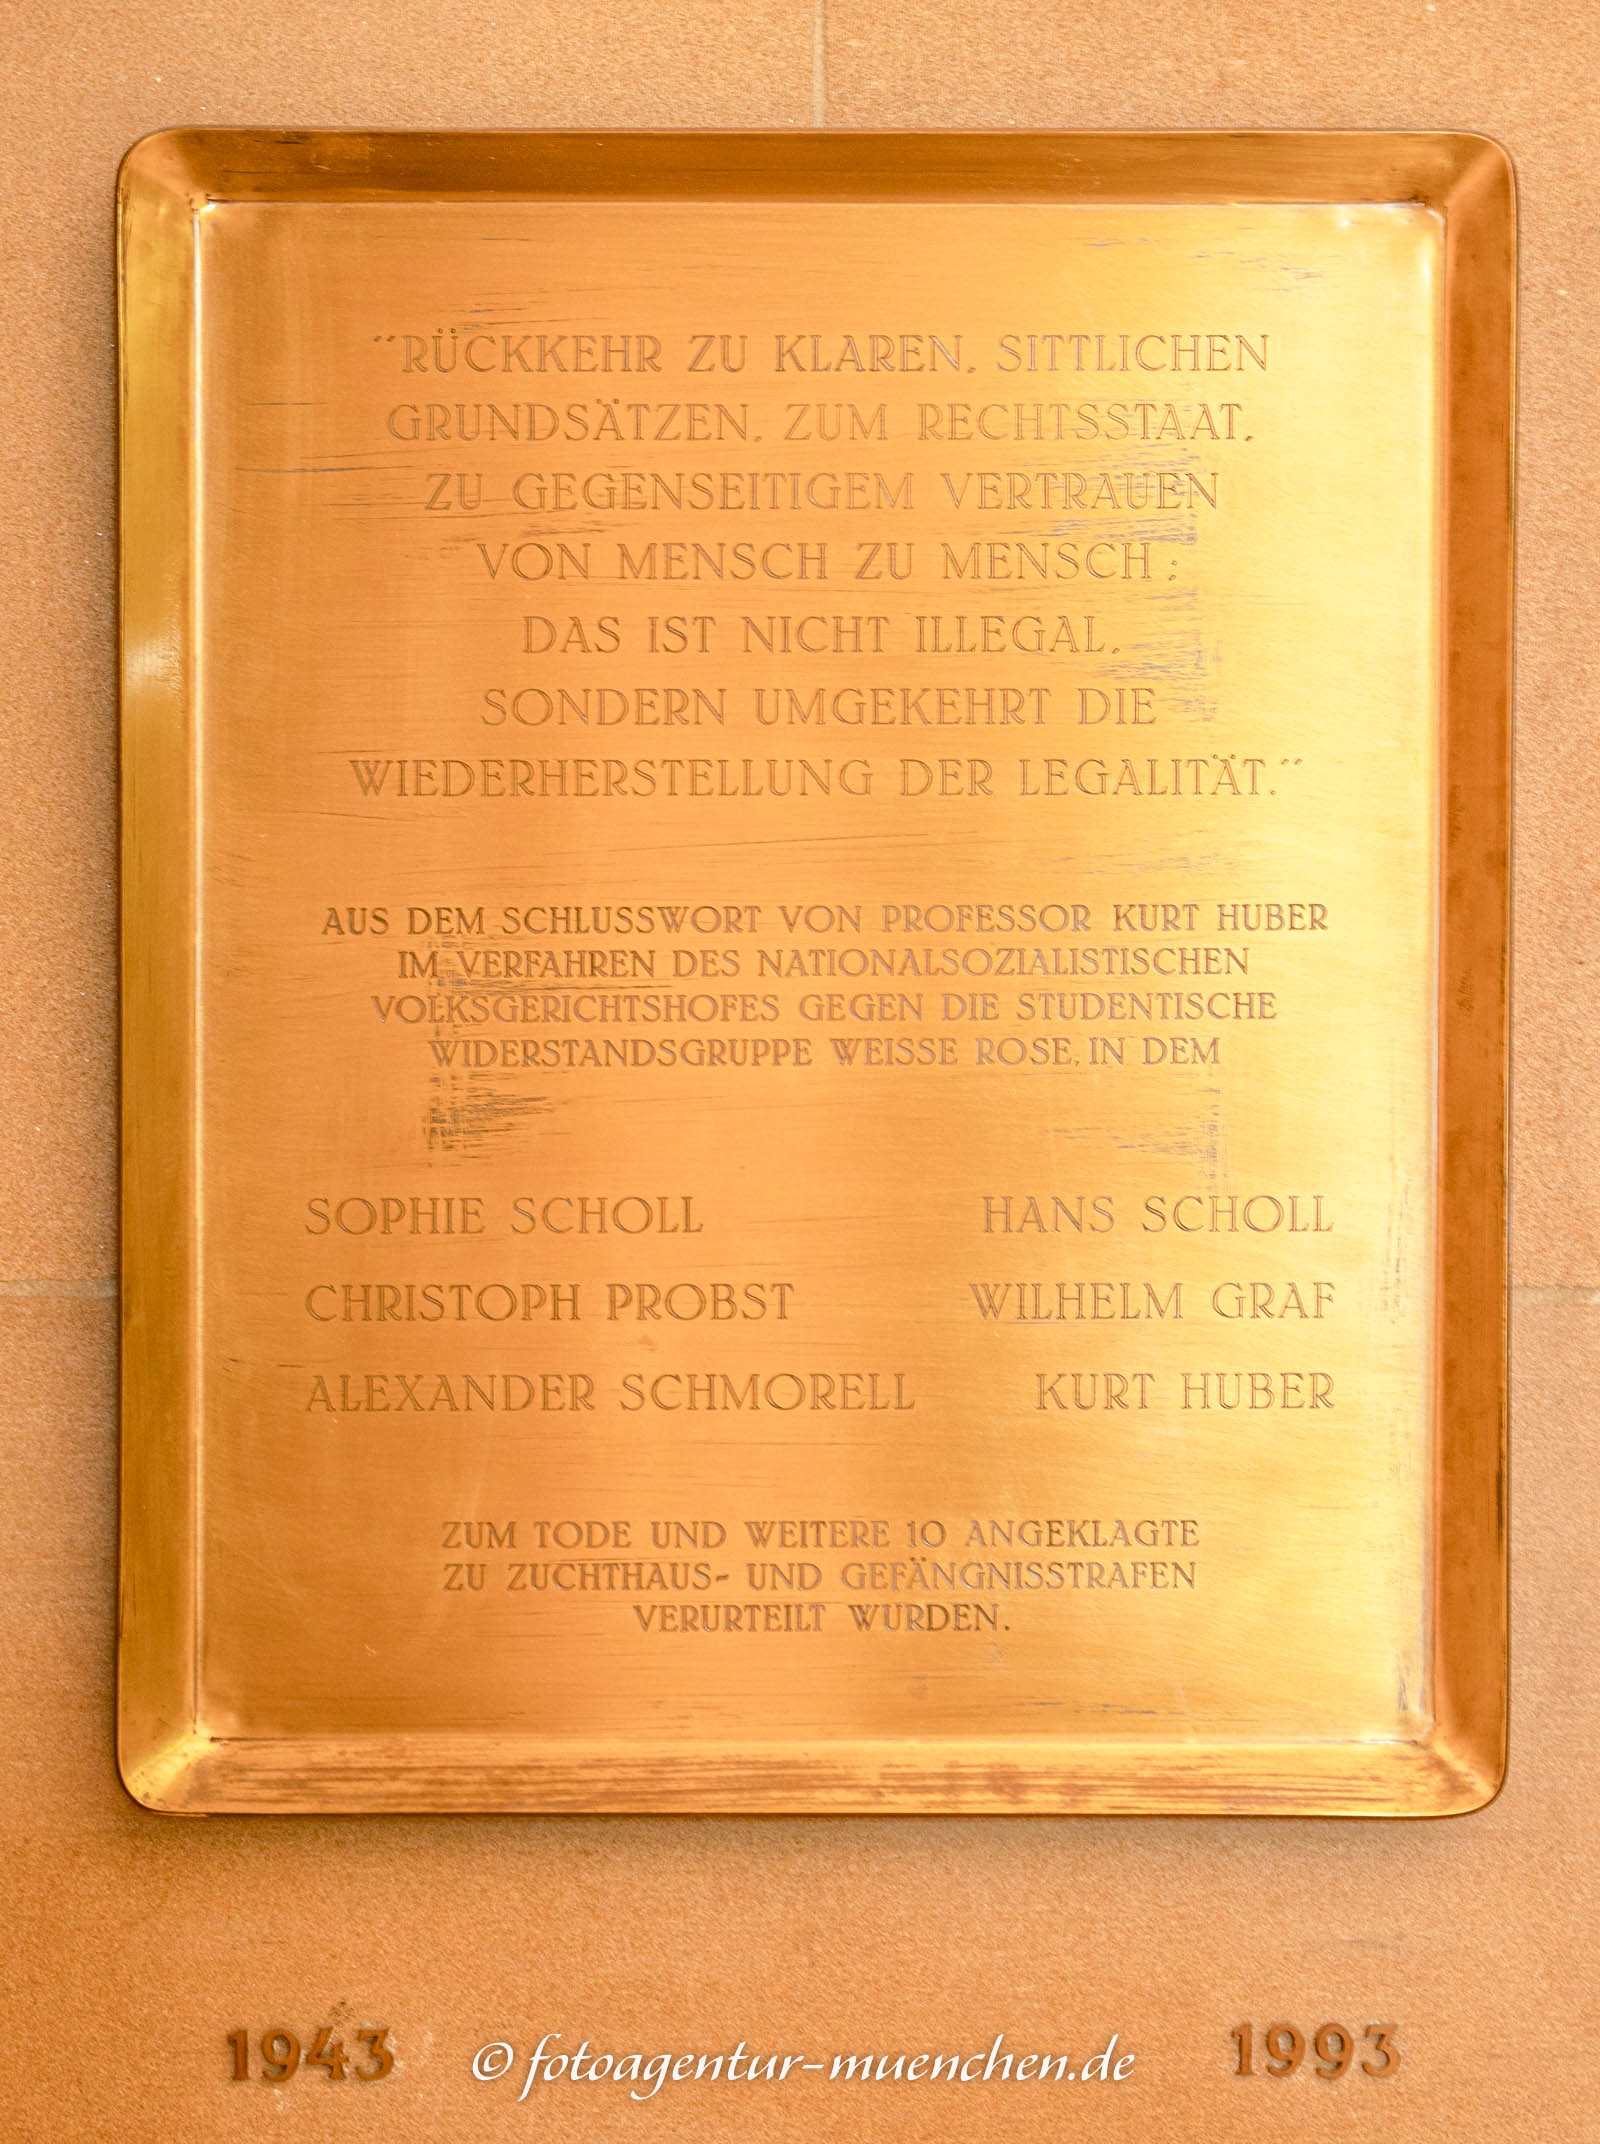 "RÜCKKEHR ZU KLAREN, SITTLICHEN
GRUNDSÄTZEN, ZUM RECHTSSTAAT,
ZU GEGENSEITIGEM VERTRAUEN
VON MENSCH ZU MENSCH;
DAS IST NICHT ILLEGAL,
SONDERN UMGEKEHRT DIE
WIEDERHERSTELLUNG DER LEGALITÄT."
AUS DEM SCHLUSSWORT VON PROFESSOR KURT HUBER
IM VERFAHREN DES NATIONALSOZIALISTISCHEN
VOLKSGERICHTSHOFES GEGEN DIE STUDENTISCHE
WIDERSTANDSGRUPPE WEISSE ROSE, IN DEM
SOPHIE SCHOLL HANS SCHOLL
CHRISTOPH PROBST WILHELM GRAF
ALEXANDER SCHMORELL KURT HUBER
ZUM TODE UND WEITERE 10 ANGEKLAGTE
ZU ZUCHTHAUS- UND GEFÄNGNISSTRAFEN
VERURTEILT WURDEN.
1943 © fotoagentur-muenchen.de 1993